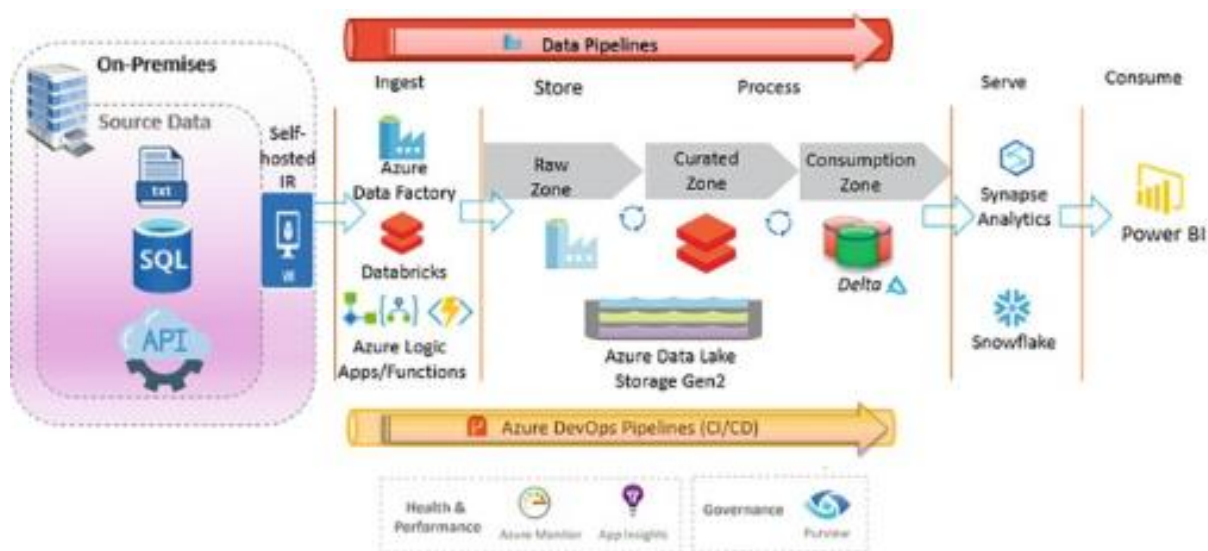 Data Pipelines
On-Premises
Source Data
txt
SQL
API
Self-
hosted
IR
Ingest
Store
Process
Serve
Consume
Azure
Data Factory
Databricks
Azure Logic
Apps/Functions
Raw
Zone
Curated
Zone
Consumption
Zone
Delta
Azure Data Lake
Storage Gen2
Synapse
Analytics
Snowflake
Power BI
Azure DevOps Pipelines (CI/CD)
Health &
Performance
Azure Monitor
App Insights
Governance
Purview